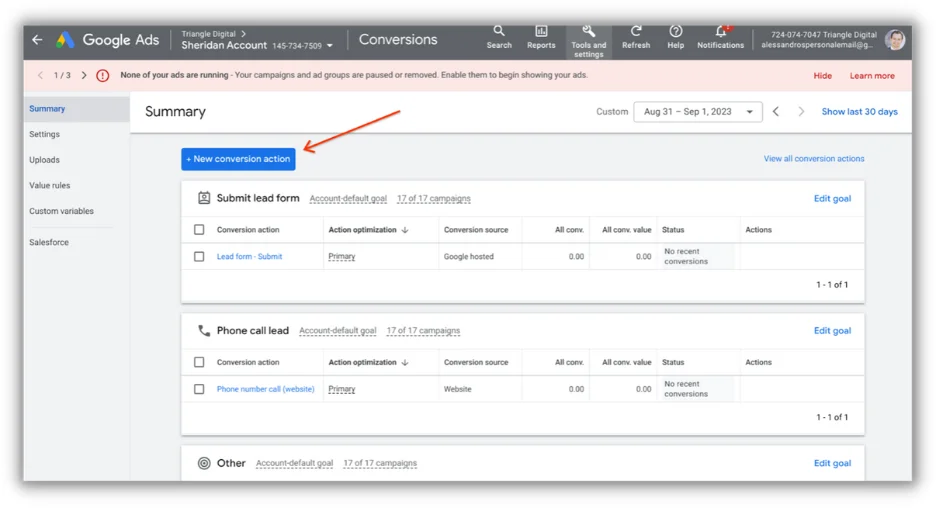 Google Ads
Triangle Digital >
Sheridan Account 145-734-7509
Conversions
Search
Reports
Tools and
settings
Refresh
Help
Notifications
724-074-7047 Triangle Digital
alessandrospersonalemail@g...
1 / 3
None of your ads are running - Your campaigns and ad groups are paused or removed. Enable them to begin showing your ads.
Hide
Learn more
Summary
Settings
Uploads
Value rules
Custom variables
Salesforce
Summary
Custom
Aug 31 – Sep 1, 2023
Show last 30 days
+ New conversion action
View all conversion actions
Submit lead form Account-default goal 17 of 17 campaigns
Edit goal
Conversion action Action optimization Conversion source All conv. All conv. value Status Actions
Lead form - Submit Primary Google hosted 0.00 0.00 No recent
conversions
1 - 1 of 1
Phone call lead Account-default goal 17 of 17 campaigns
Edit goal
Conversion action Action optimization Conversion source All conv. All conv. value Status Actions
Phone number call (website) Primary Website 0.00 0.00 No recent
conversions
1 - 1 of 1
Other Account-default goal 17 of 17 campaigns
Edit goal